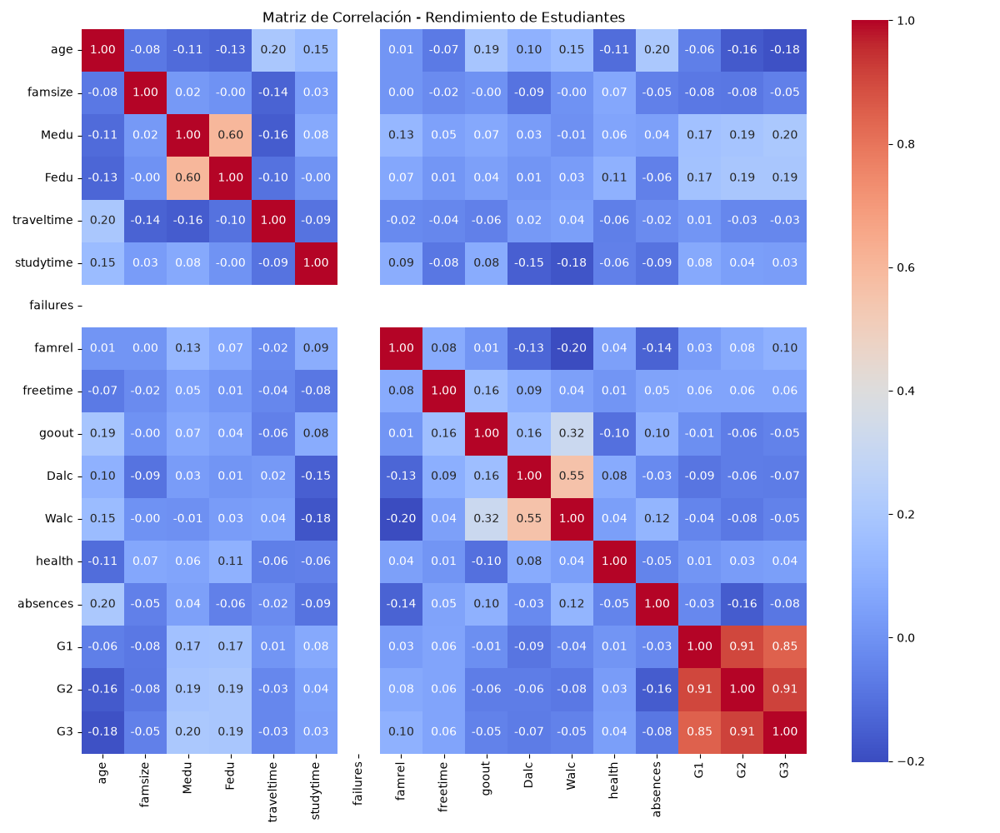 Matriz de Correlación - Rendimiento de Estudiantes
age 1.00 -0.08 -0.11 -0.13 0.20 0.15 0.01 -0.07 0.19 0.10 0.15 -0.11 0.20 -0.06 -0.16 -0.18
famsize -0.08 1.00 0.02 -0.00 -0.14 0.03 0.00 -0.02 -0.00 -0.09 -0.00 0.07 -0.05 -0.08 -0.08 -0.05
Medu -0.11 0.02 1.00 0.60 -0.16 0.08 0.13 0.05 0.07 0.03 -0.01 0.06 0.04 0.17 0.19 0.20
Fedu -0.13 -0.00 0.60 1.00 -0.10 -0.00 0.07 0.01 0.04 0.01 0.03 0.11 -0.06 0.17 0.19 0.19
traveltime 0.20 -0.14 -0.16 -0.10 1.00 -0.09 -0.02 -0.04 -0.06 0.02 0.04 -0.06 -0.02 0.01 -0.03 -0.03
studytime 0.15 0.03 0.08 -0.00 -0.09 1.00 0.09 -0.08 0.08 -0.15 -0.18 -0.06 -0.09 0.08 0.04 0.03
failures
famrel 0.01 0.00 0.13 0.07 -0.02 0.09 1.00 0.08 0.01 -0.13 -0.20 0.04 -0.14 0.03 0.08 0.10
freetime -0.07 -0.02 0.05 0.01 -0.04 -0.08 0.08 1.00 0.16 0.09 0.04 0.01 0.05 0.06 0.06 0.06
goout 0.19 -0.00 0.07 0.04 -0.06 0.08 0.01 0.16 1.00 0.16 0.32 -0.10 0.10 -0.01 -0.06 -0.05
Dalc 0.10 -0.09 0.03 0.01 0.02 -0.15 -0.13 0.09 0.16 1.00 0.55 0.08 -0.03 -0.09 -0.06 -0.07
Walc 0.15 -0.00 -0.01 0.03 0.04 -0.18 -0.20 0.04 0.32 0.55 1.00 0.04 0.12 -0.04 -0.08 -0.05
health -0.11 0.07 0.06 0.11 -0.06 -0.06 0.04 0.01 -0.10 0.08 0.04 1.00 -0.05 0.01 0.03 0.04
absences 0.20 -0.05 0.04 -0.06 -0.02 -0.09 -0.14 0.05 0.10 -0.03 0.12 -0.05 1.00 -0.03 -0.16 -0.08
G1 -0.06 -0.08 0.17 0.17 0.01 0.08 0.03 0.06 -0.01 -0.09 -0.04 0.01 -0.03 1.00 0.91 0.85
G2 -0.16 -0.08 0.19 0.19 -0.03 0.04 0.08 0.06 -0.06 -0.06 -0.08 0.03 -0.16 0.91 1.00 0.91
G3 -0.18 -0.05 0.20 0.19 -0.03 0.03 0.10 0.06 -0.05 -0.07 -0.05 0.04 -0.08 0.85 0.91 1.00
age famsize Medu Fedu traveltime studytime failures famrel freetime goout Dalc Walc health absences G1 G2 G3
1.0
0.8
0.6
0.4
0.2
0.0
−0.2